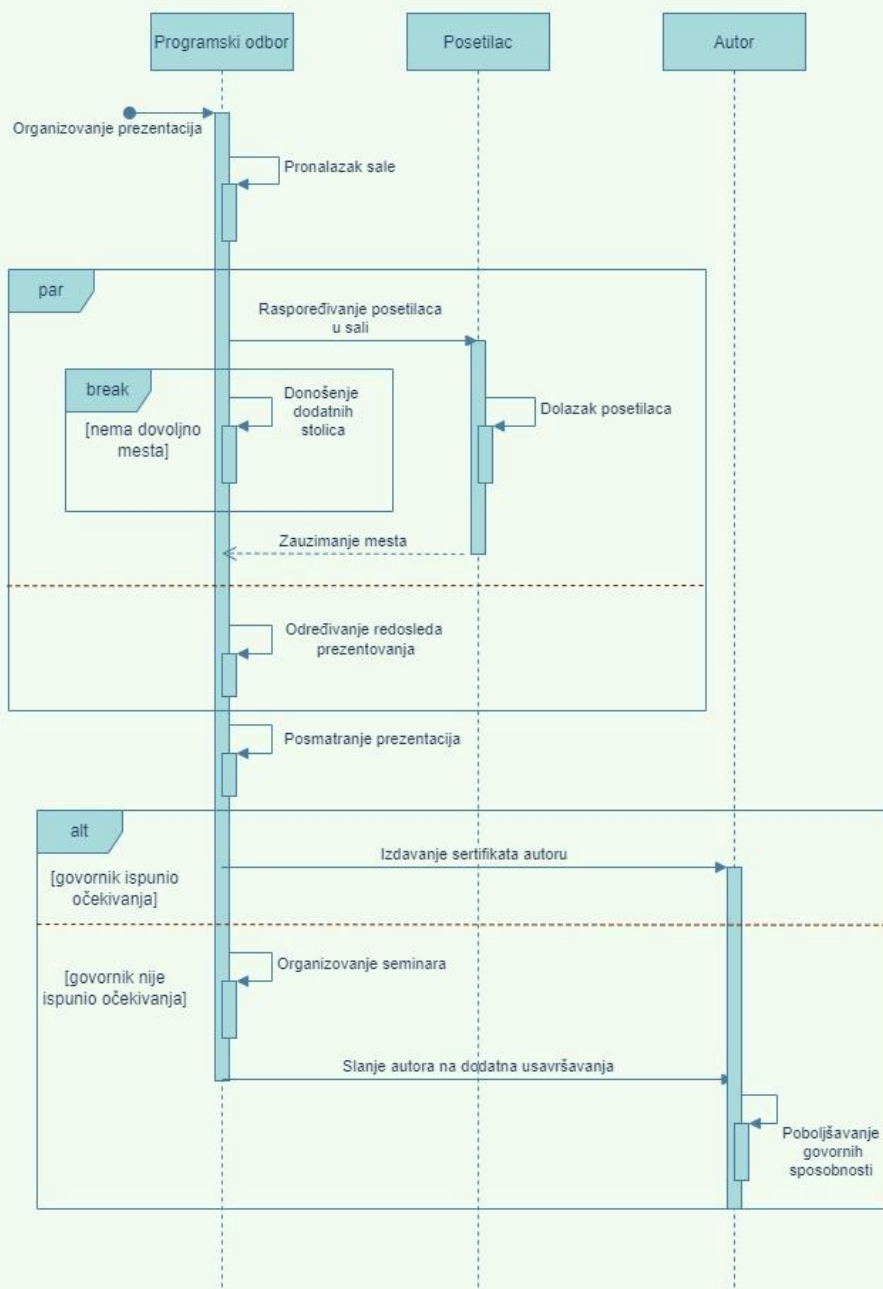 Programski odbor
Posetilac
Autor
Organizovanje prezentacija
Pronalazak sale
par
Raspoređivanje posetilaca
u sali
break
[nema dovoljno
mesta]
Donošenje
dodatnih
stolica
Dolazak posetilaca
Zauzimanje mesta
Određivanje redosleda
prezentovanja
Posmatranje prezentacija
alt
[govornik ispunio
očekivanja]
Izdavanje sertifikata autoru
[govornik nije
ispunio očekivanja]
Organizovanje seminara
Slanje autora na dodatna usavršavanja
Poboljšavanje
govornih
sposobnosti